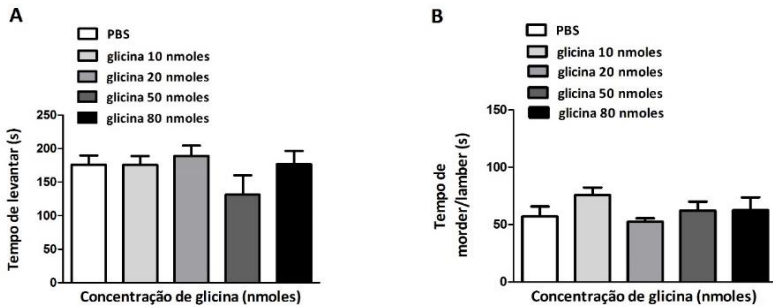 A
PBS
glicina 10 nmoles
glicina 20 nmoles
glicina 50 nmoles
glicina 80 nmoles
Tempo de levantar (s)
250
200
150
100
50
0
Concentração de glicina (nmoles)
B
PBS
glicina 10 nmoles
glicina 20 nmoles
glicina 50 nmoles
glicina 80 nmoles
Tempo de
morder/lamber (s)
150
100
50
0
Concentração de glicina (nmoles)